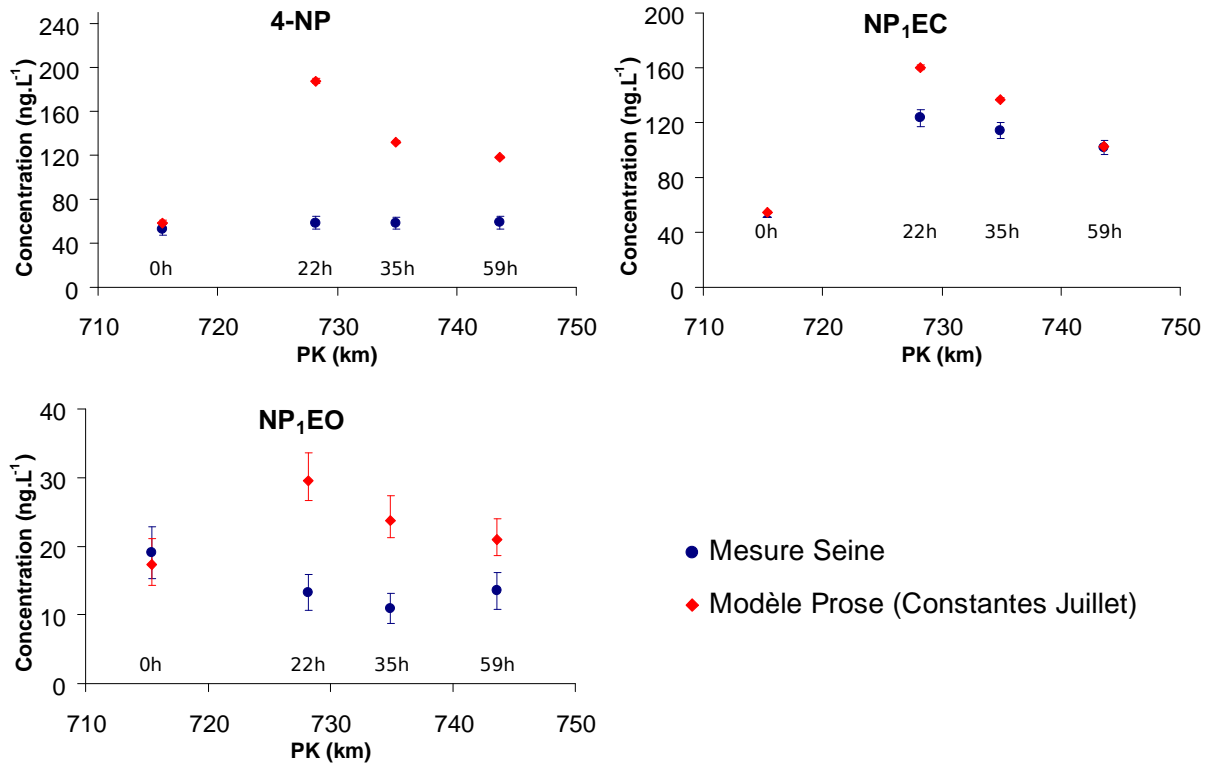 4-NP
Concentration (ng.L-1)
240
200
160
120
80
40
0
0h 22h 35h 59h
710 720 730 740 750
PK (km)
NP1EC
Concentration (ng.L-1)
200
160
120
80
40
0
0h 22h 35h 59h
710 720 730 740 750
PK (km)
NP1EO
Concentration (ng.L-1)
40
30
20
10
0
0h 22h 35h 59h
710 720 730 740 750
PK (km)
Mesure Seine
Modèle Prose (Constantes Juillet)